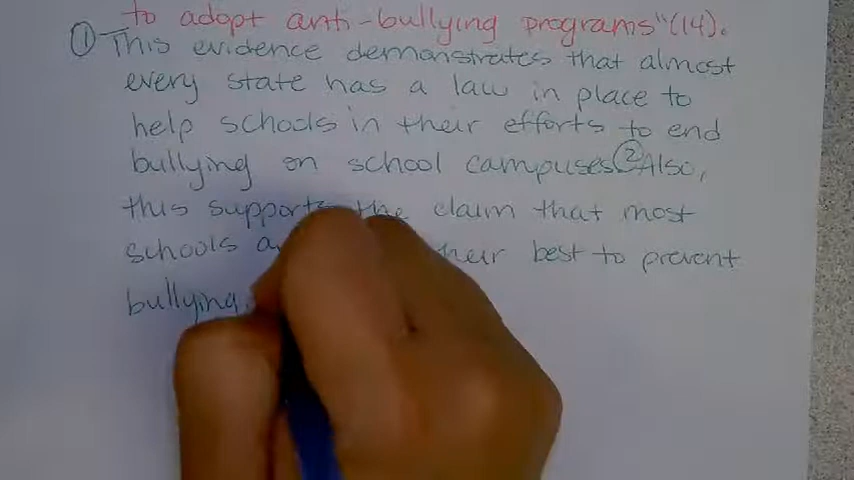 to adopt anti-bullying programs" (14).
① This evidence demonstrates that almost
every state has a law in place to
help schools in their efforts to end
bullying on school campuses. ② Also,
this supports the claim that most
schools their best to prevent
bullying.